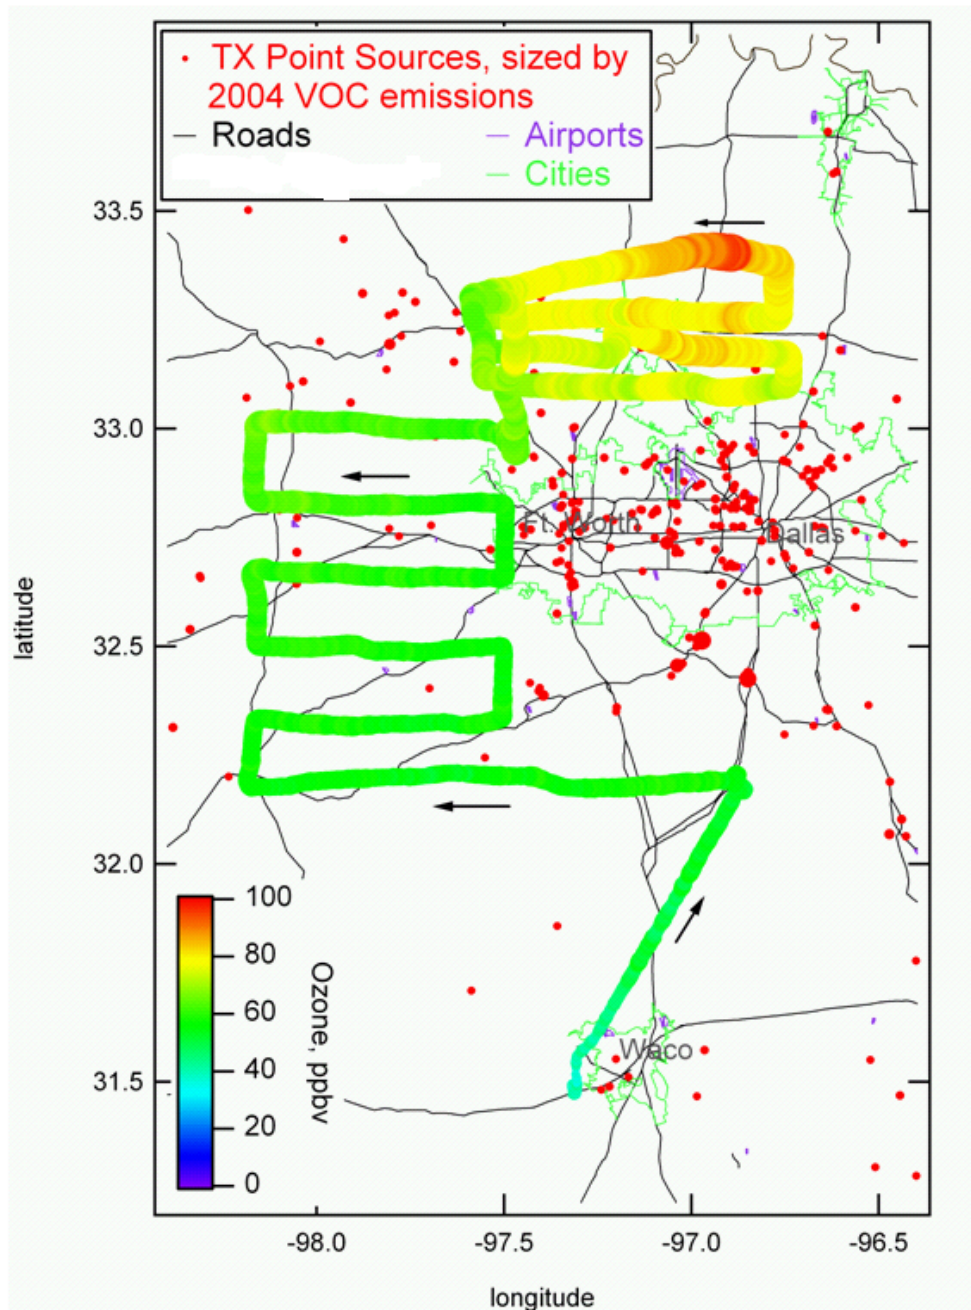 TX Point Sources, sized by
2004 VOC emissions
Roads
Airports
Cities
33.5
33.0
Ft. Worth
Dallas
32.5
latitude
32.0
100
80
60
40
20
0
Ozone, ppbv
Waco
31.5
-98.0
-97.5
-97.0
-96.5
longitude